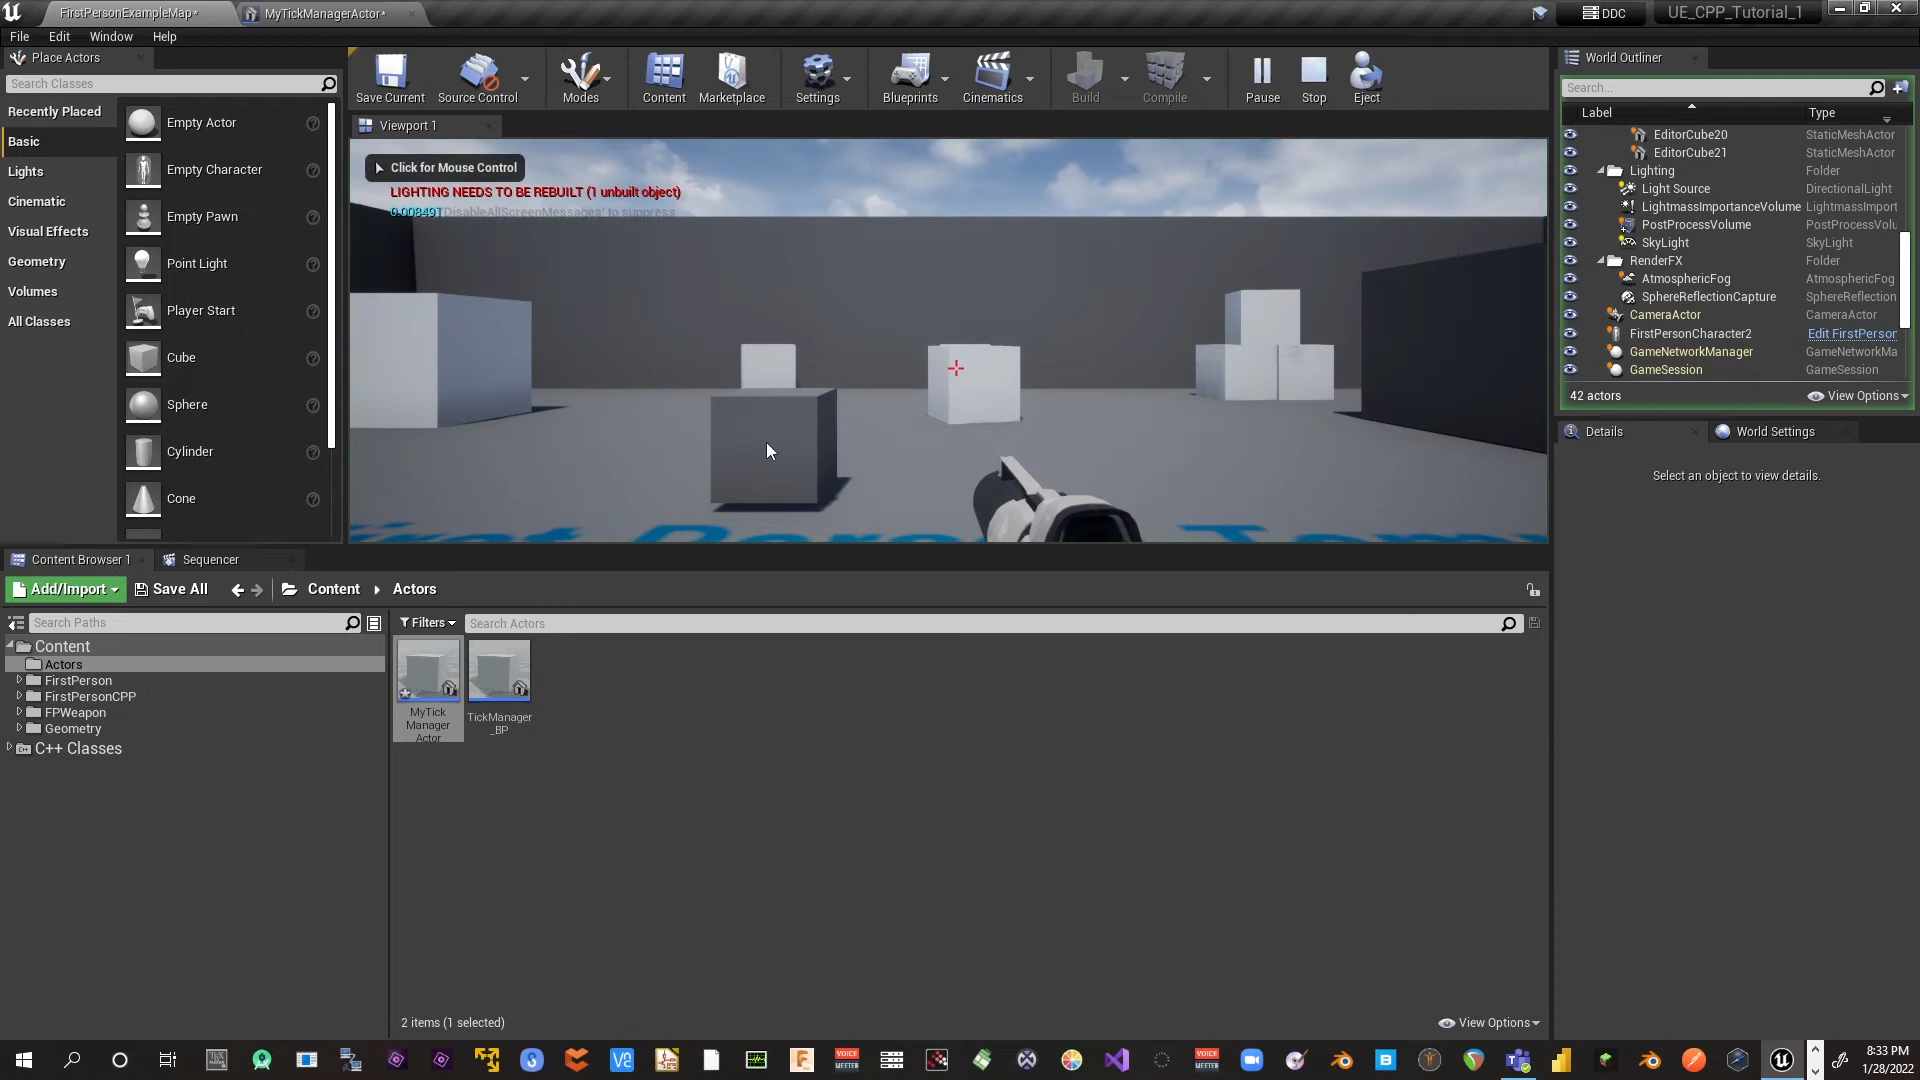 FirstPersonExampleMap*
MyTickManagerActor*
DDC
UE_CPP_Tutorial_1
File Edit Window Help
Place Actors
Search Classes
Recently Placed
Basic
Lights
Cinematic
Visual Effects
Geometry
Volumes
All Classes
Empty Actor
Empty Character
Empty Pawn
Point Light
Player Start
Cube
Sphere
Cylinder
Cone
Save Current
Source Control
Modes
Content
Marketplace
Settings
Blueprints
Cinematics
Build
Compile
Pause
Stop
Eject
Viewport 1
Click for Mouse Control
LIGHTING NEEDS TO BE REBUILT (1 unbuilt object)
0.008491
DisableAllScreenMessages' to suppress
World Outliner
Search...
Label Type
EditorCube20 StaticMeshActor
EditorCube21 StaticMeshActor
Lighting Folder
Light Source DirectionalLight
LightmassImportanceVolume LightmassImport
PostProcessVolume PostProcessVolu
SkyLight SkyLight
RenderFX Folder
AtmosphericFog AtmosphericFog
SphereReflectionCapture SphereReflection
CameraActor CameraActor
FirstPersonCharacter2 Edit FirstPerson
GameNetworkManager GameNetworkMa
GameSession GameSession
42 actors
View Options
Details
World Settings
Select an object to view details.
Content Browser 1
Sequencer
Add/Import
Save All
Content
Actors
Search Paths
Filters
Search Actors
Content
Actors
FirstPerson
FirstPersonCPP
FPWeapon
Geometry
C++ Classes
MyTick
Manager
Actor
TickManager
_BP
2 items (1 selected)
View Options
VOICE
MEETER
VOICE
MEETER
8:33 PM
1/28/2022